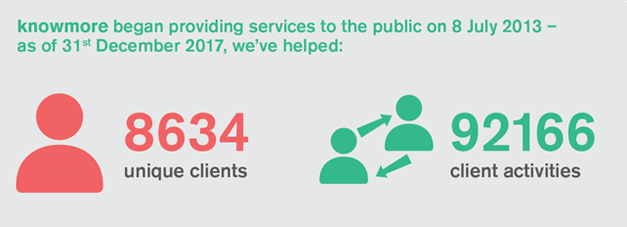 knowmore began providing services to the public on 8 July 2013 –
as of 31st December 2017, we’ve helped:
8634
unique clients
92166
client activities